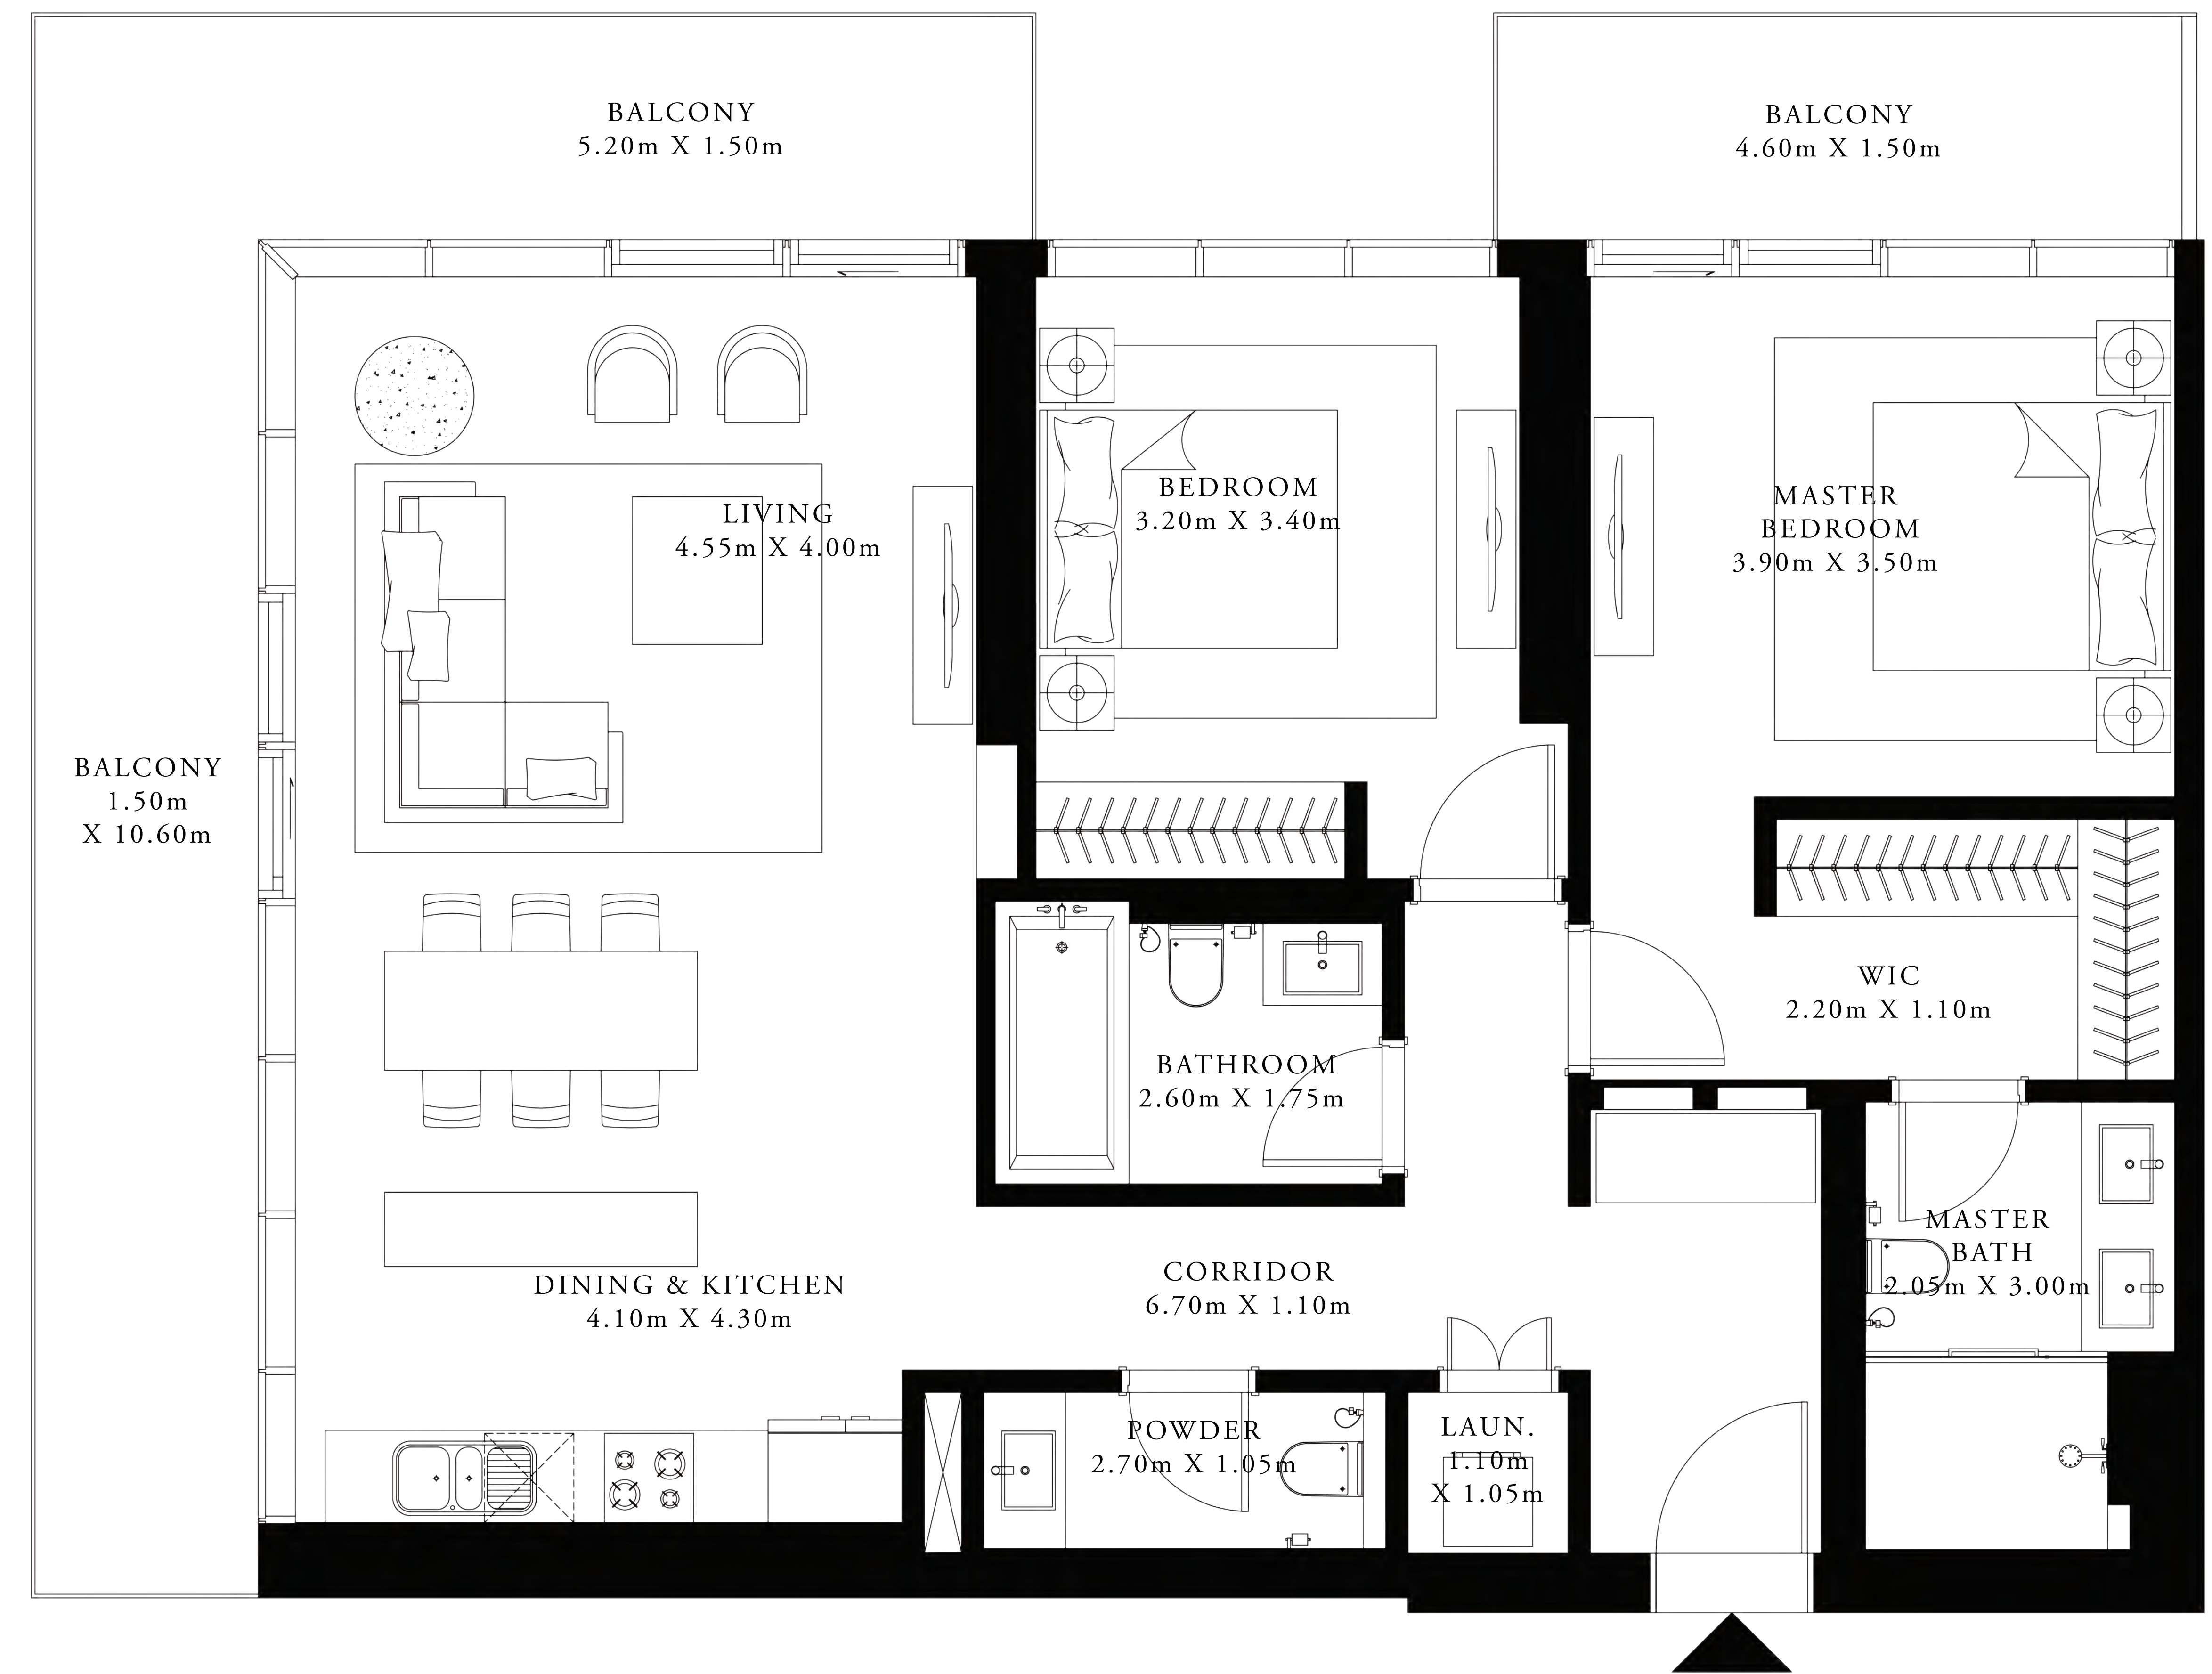 BALCONY
5.20m X 1.50m
BALCONY
4.60m X 1.50m
LIVING
4.55m X 4.00m
BEDROOM
3.20m X 3.40m
MASTER
BEDROOM
3.90m X 3.50m
BALCONY
1.50m
X 10.60m
WIC
2.20m X 1.10m
BATHROOM
2.60m X 1.75m
MASTER
BATH
2.05m X 3.00m
DINING & KITCHEN
4.10m X 4.30m
CORRIDOR
6.70m X 1.10m
POWDER
2.70m X 1.05m
LAUN.
1.10m
X 1.05m